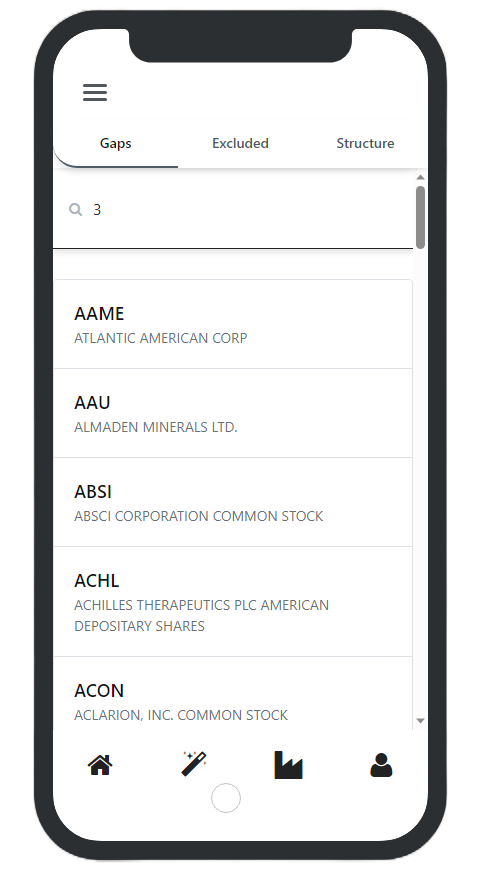 Gaps Excluded Structure
3
AAME
ATLANTIC AMERICAN CORP
AAU
ALMADEN MINERALS LTD.
ABSI
ABSCI CORPORATION COMMON STOCK
ACHL
ACHILLES THERAPEUTICS PLC AMERICAN
DEPOSITARY SHARES
ACON
ACLARION, INC. COMMON STOCK